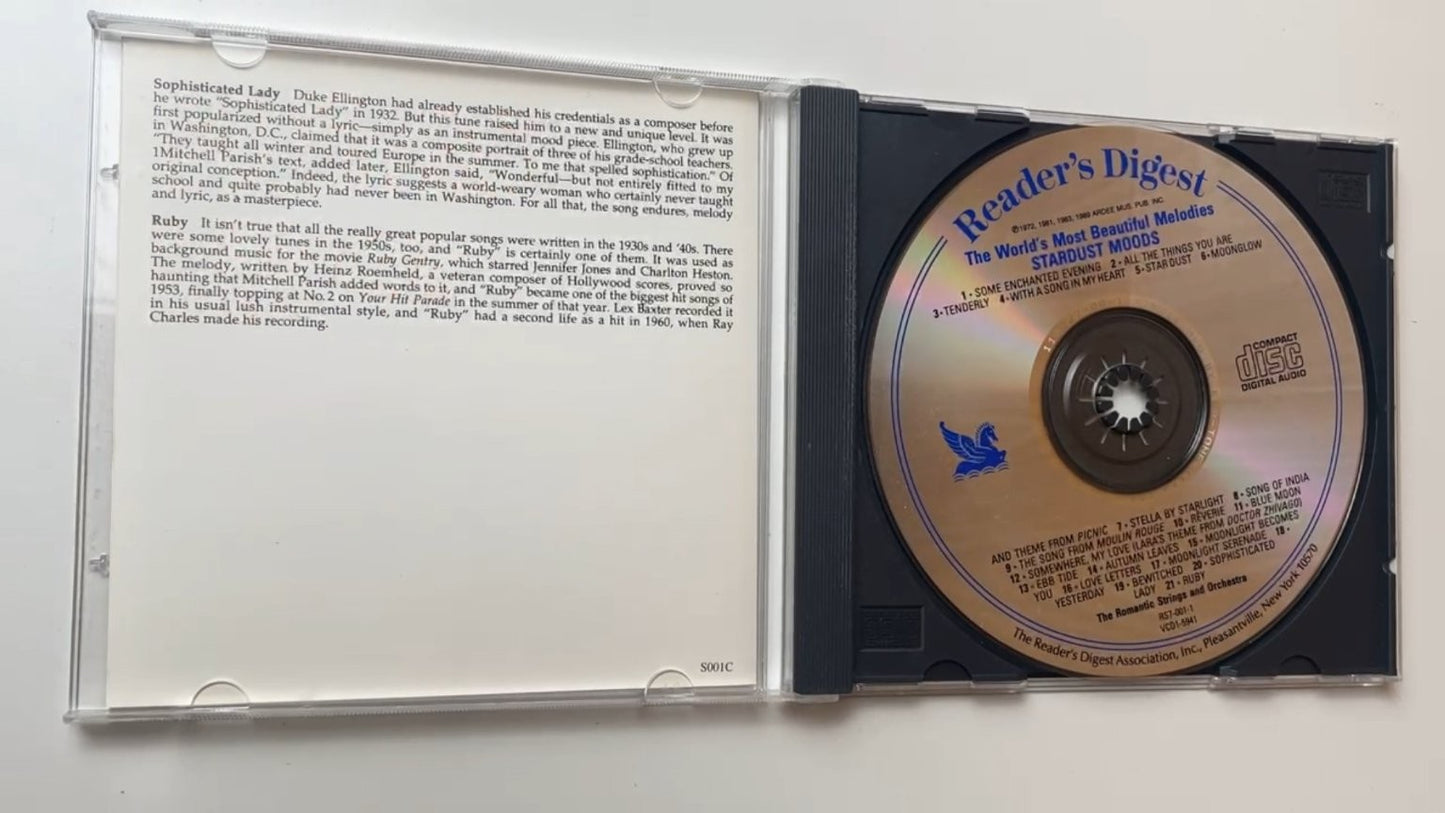 Sophisticated Lady Duke Ellington had already established his credentials as a composer before
he wrote "Sophisticated Lady" in 1932. But this tune raised him to a new and unique level. It was
first popularized without a lyric—simply as an instrumental mood piece. Ellington, who grew up
in Washington, D.C., claimed that it was a composite portrait of three of his grade-school teachers.
"They taught all winter and toured Europe in the summer. To me that spelled sophistication." Of
1Mitchell Parish's text, added later, Ellington said, "Wonderful—but not entirely fitted to my
original conception." Indeed, the lyric suggests a world-weary woman who certainly never taught
school and quite probably had never been in Washington. For all that, the song endures, melody
and lyric, as a masterpiece.
Ruby It isn't true that all the really great popular songs were written in the 1930s and '40s. There
were some lovely tunes in the 1950s, too, and "Ruby" is certainly one of them. It was used as
background music for the movie Ruby Gentry, which starred Jennifer Jones and Charlton Heston.
The melody, written by Heinz Roemheld, a veteran composer of Hollywood scores, proved so
haunting that Mitchell Parish added words to it, and "Ruby" became one of the biggest hit songs of
1953, finally topping at No. 2 on Your Hit Parade in the summer of that year. Lex Baxter recorded it
in his usual lush instrumental style, and "Ruby" had a second life as a hit in 1960, when Ray
Charles made his recording.
S001C
Reader's Digest
℗1972, 1981, 1983, 1989 ARDEE MUS. PUB. INC.
The World's Most Beautiful Melodies
STARDUST MOODS
1•SOME ENCHANTED EVENING 2•ALL THE THINGS YOU ARE
3•TENDERLY 4•WITH A SONG IN MY HEART 5•STAR DUST 6•MOONGLOW
COMPACT
disc
DIGITAL AUDIO
AND THEME FROM PICNIC 7•STELLA BY STARLIGHT 8•SONG OF INDIA
9•THE SONG FROM MOULIN ROUGE 10•RÊVERIE 11•BLUE MOON
12•SOMEWHERE, MY LOVE (LARA'S THEME FROM DOCTOR ZHIVAGO)
13•EBB TIDE 14•AUTUMN LEAVES 15•MOONLIGHT BECOMES
YOU 16•LOVE LETTERS 17•MOONLIGHT SERENADE 18•
YESTERDAY 19•BEWITCHED 20•SOPHISTICATED
LADY 21•RUBY
The Romantic Strings and Orchestra
RS7-001-1
VCD1-5941
The Reader's Digest Association, Inc., Pleasantville, New York 10570